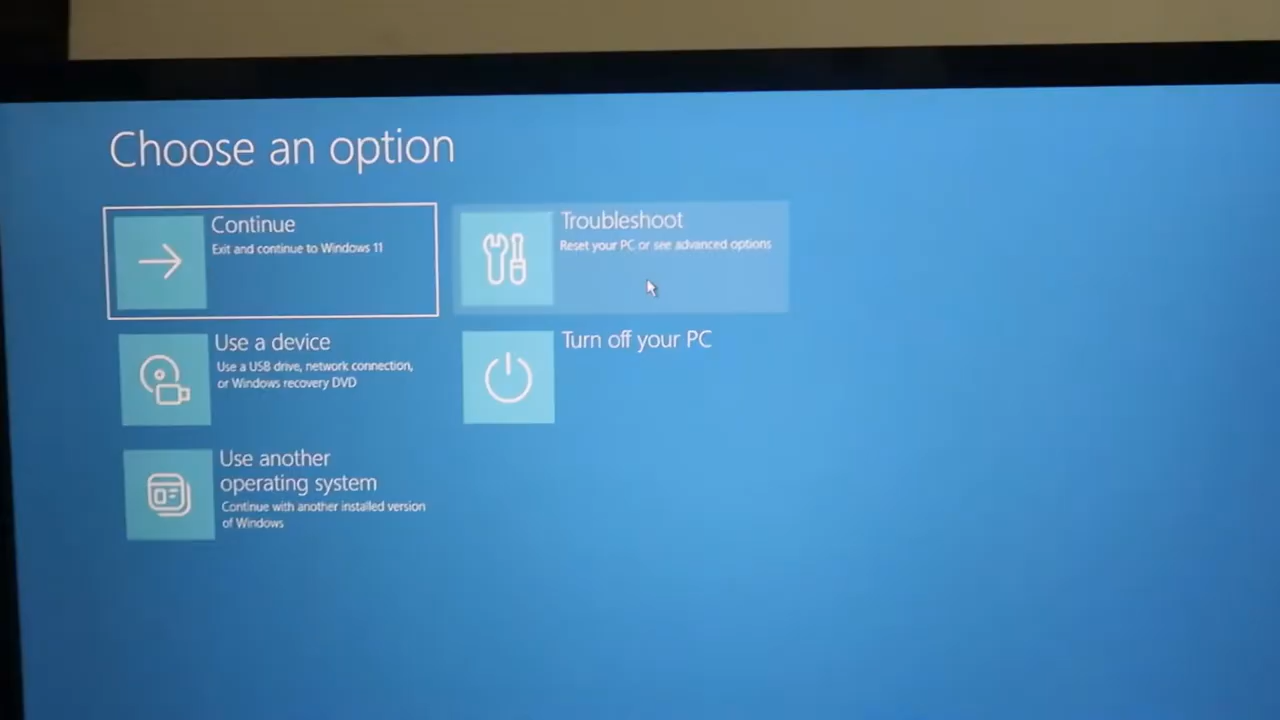 Choose an option
Continue
Exit and continue to Windows 11
Troubleshoot
Reset your PC or see advanced options
Use a device
Use a USB drive, network connection,
or Windows recovery DVD
Turn off your PC
Use another
operating system
Continue with another installed version
of Windows